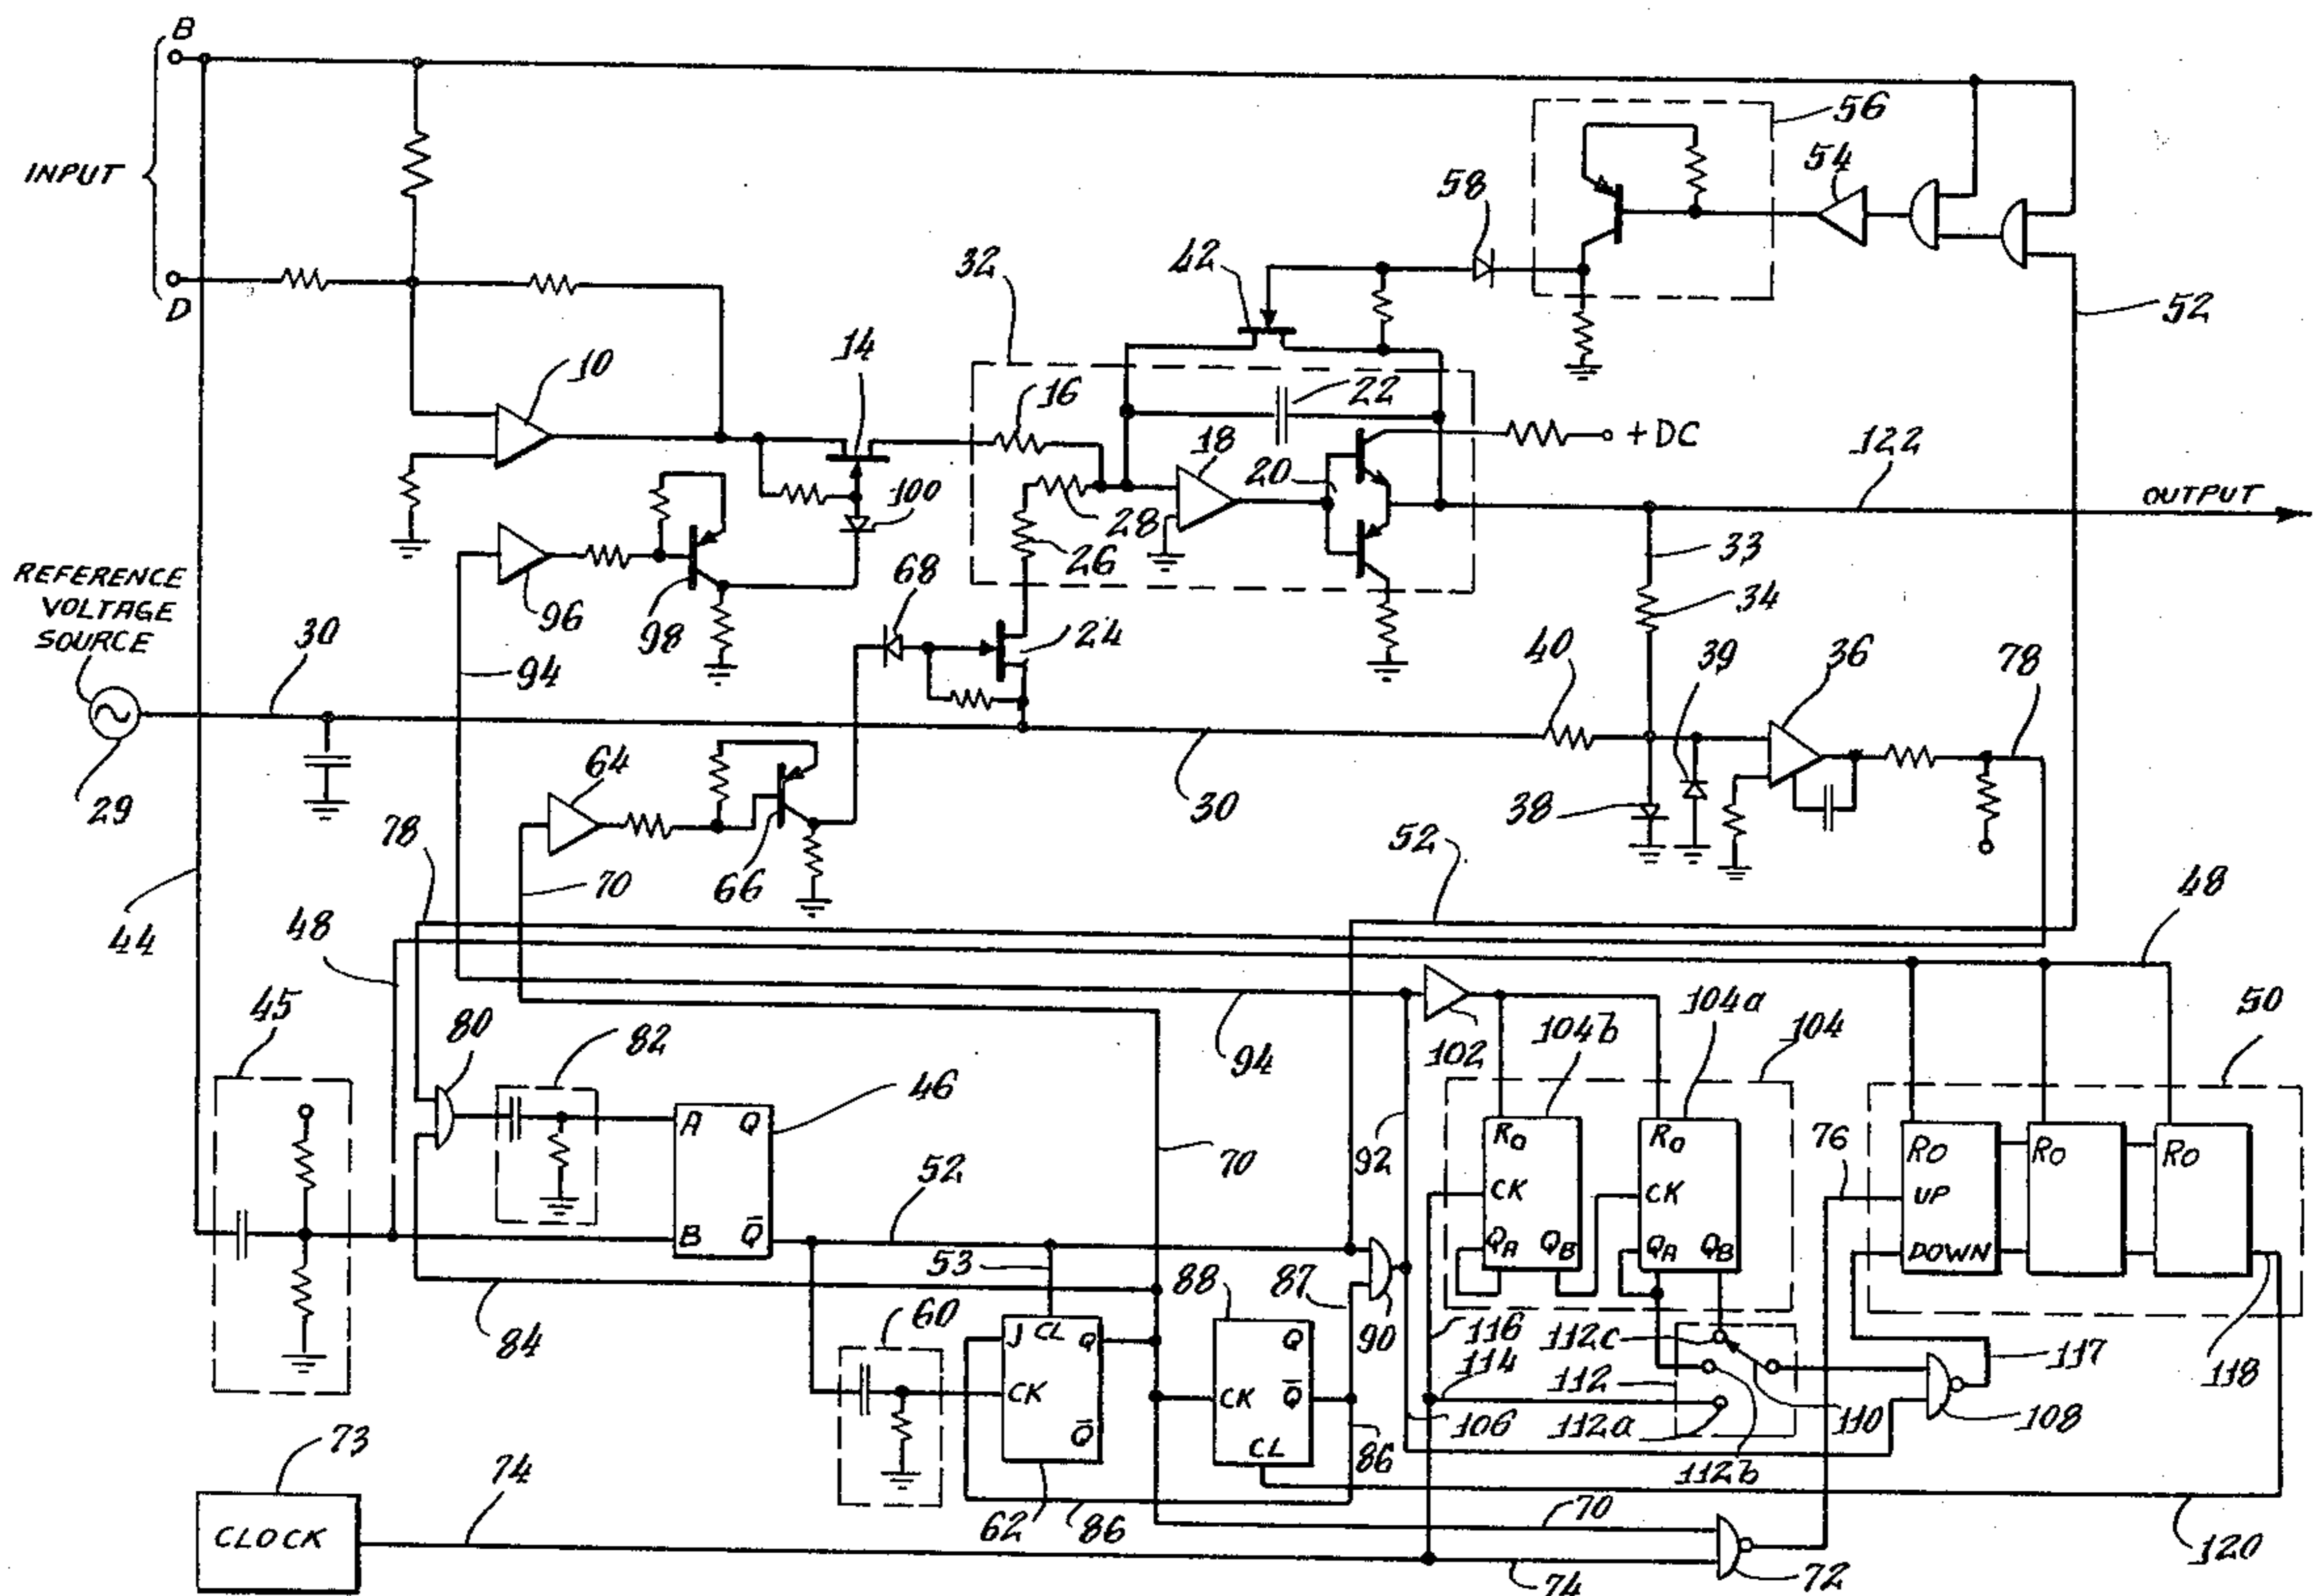 B
56
INPUT
54
58
42
32
52
D
14
10
16
22
+ DC
18
122
20
100
OUTPUT
28
33
26
REFERENCE
VOLTAGE
SOURCE
68
34
96
98
24
40
39
36
78
30
94
29
64
38
30
78
66
70
52
48
44
48
45
80
82
46
94
102
104b
104a
104
50
A Q
B Q̄
70
92
R0
CK
QA QB
R0
CK
QA QB
76
R0
UP
DOWN
R0
R0
52
53
84
60
J CL Q
CK
Q̄
87
88
Q
CK Q̄
CL
90
116
114
112c
112
112a
106
110
112b
117
118
108
86
62
86
73
74
CLOCK
70
120
74
72